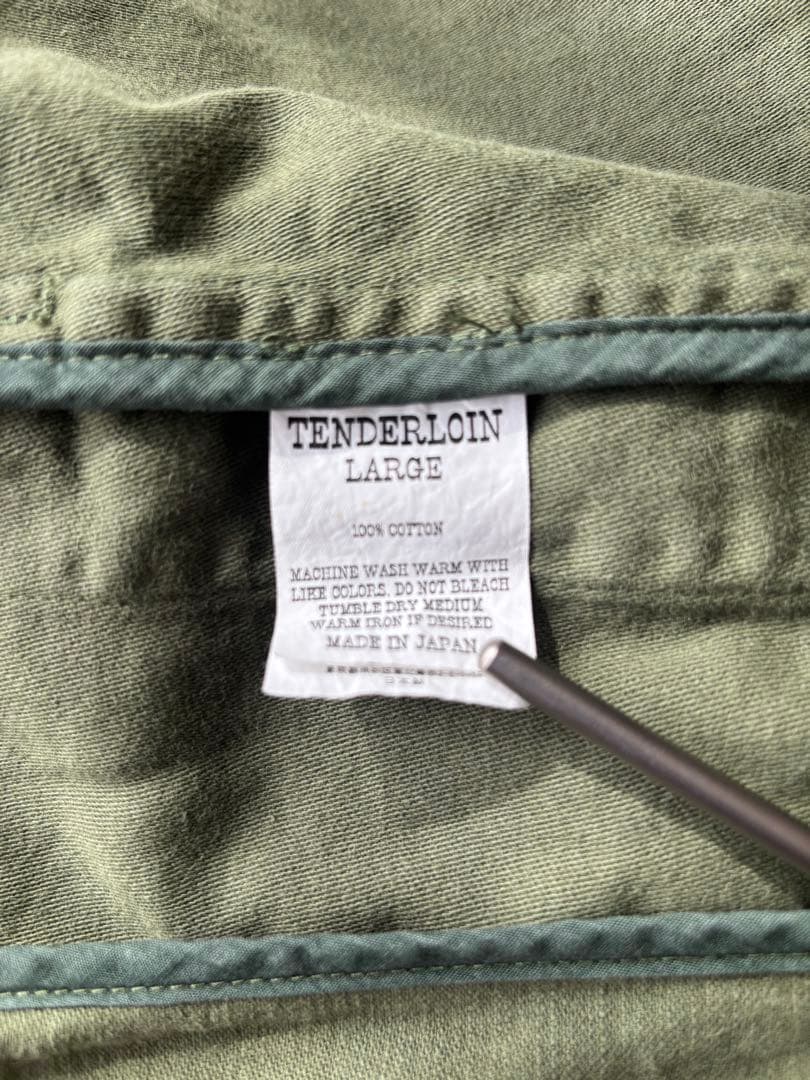 TENDERLOIN
LARGE
100% COTTON
MACHINE WASH WARM WITH
LIKE COLORS. DO NOT BLEACH
TUMBLE DRY MEDIUM
WARM IRON IF DESIRED
MADE IN JAPAN